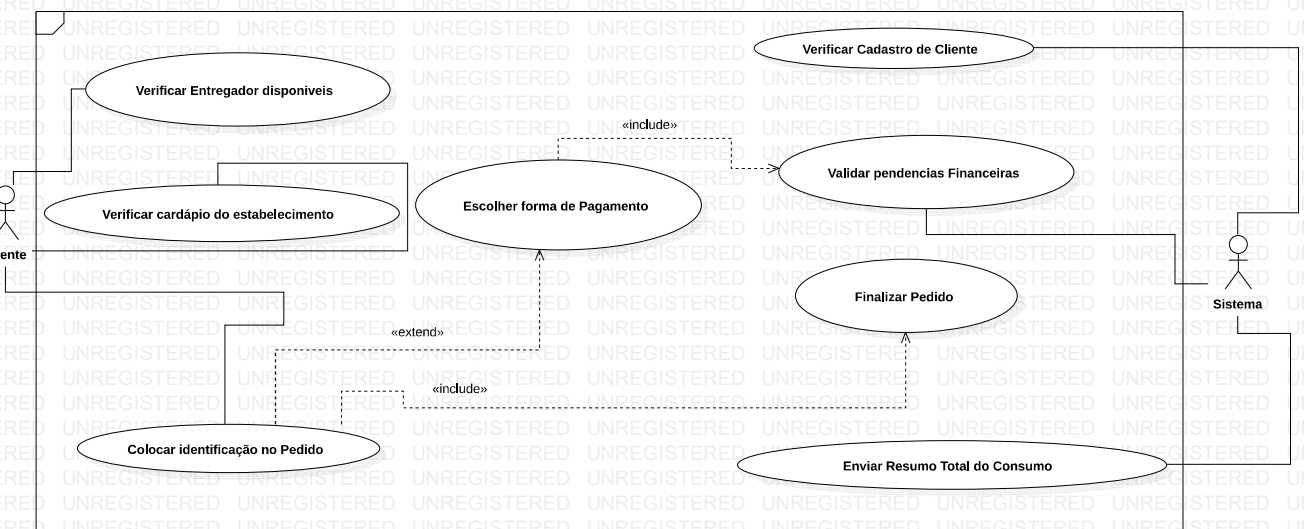 Verificar Cadastro de Cliente
Verificar Entregador disponiveis
«include»
Validar pendencias Financeiras
Escolher forma de Pagamento
Verificar cardápio do estabelecimento
ente
Sistema
Finalizar Pedido
«extend»
«include»
Colocar identificação no Pedido
Enviar Resumo Total do Consumo
UNREGISTERED